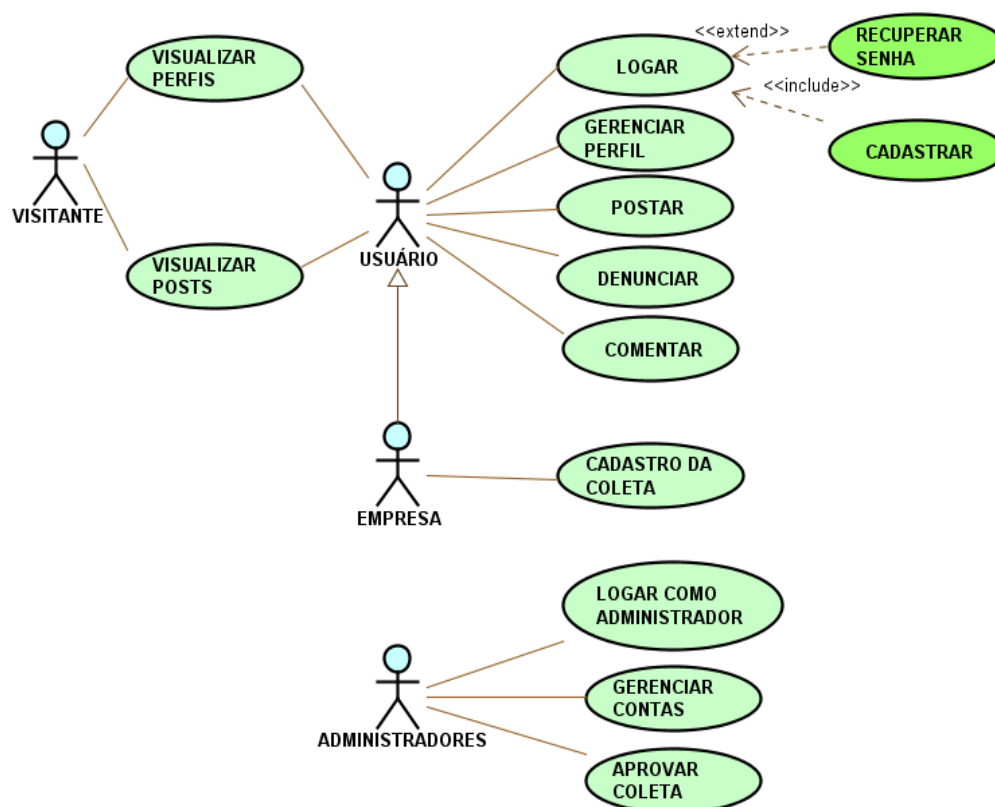 VISUALIZAR
PERFIS
VISITANTE
VISUALIZAR
POSTS
USUÁRIO
LOGAR
<<extend>>
RECUPERAR
SENHA
<<include>>
CADASTRAR
GERENCIAR
PERFIL
POSTAR
DENUNCIAR
COMENTAR
EMPRESA
CADASTRO DA
COLETA
ADMINISTRADORES
LOGAR COMO
ADMINISTRADOR
GERENCIAR
CONTAS
APROVAR
COLETA